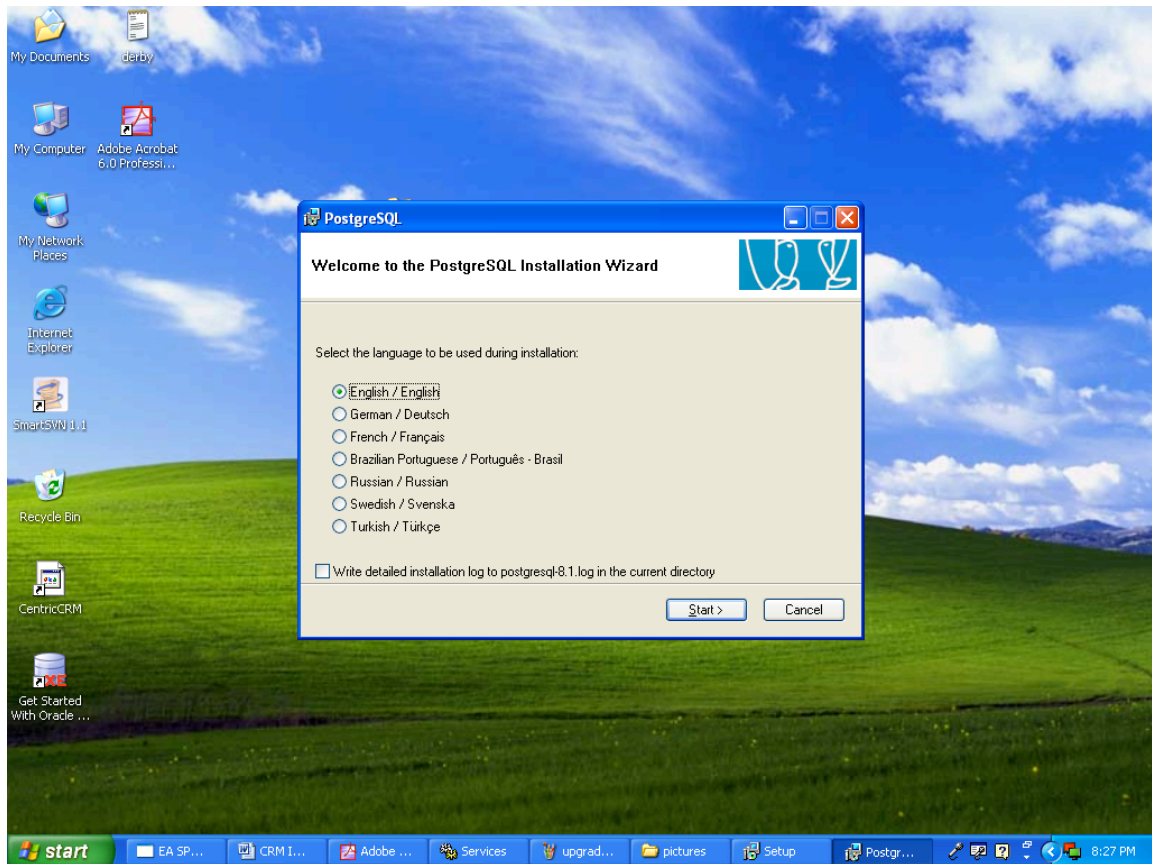 My Documents
derby
My Computer
Adobe Acrobat
6.0 Professi...
My Network
Places
Internet
Explorer
SmartSVN 1.1
Recycle Bin
CentricCRM
XE
Get Started
With Oracle ...
PostgreSQL
Welcome to the PostgreSQL Installation Wizard
Select the language to be used during installation:
English / English
German / Deutsch
French / Français
Brazilian Portuguese / Português - Brasil
Russian / Russian
Swedish / Svenska
Turkish / Türkçe
Write detailed installation log to postgresql-8.1.log in the current directory
Start >
Cancel
start
EA SP...
CRM I...
Adobe ...
Services
upgrad...
pictures
Setup
Postgr...
8:27 PM